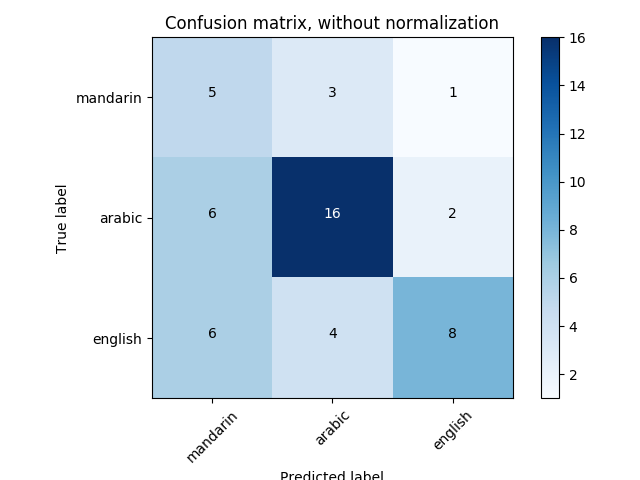 Confusion matrix, without normalization
True label
mandarin
arabic
english
5 3 1
6 16 2
6 4 8
mandarin arabic english
Predicted label
16
14
12
10
8
6
4
2